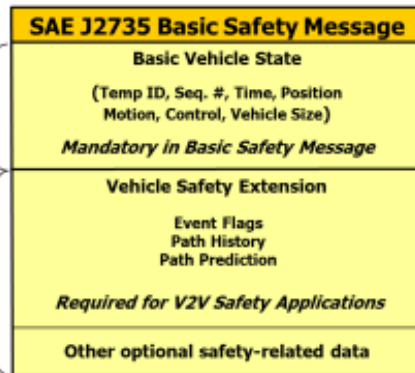 SAE J2735 Basic Safety Message
Basic Vehicle State
(Temp ID, Seq. #, Time, Position
Motion, Control, Vehicle Size)
Mandatory in Basic Safety Message
Vehicle Safety Extension
Event Flags
Path History
Path Prediction
Required for V2V Safety Applications
Other optional safety-related data